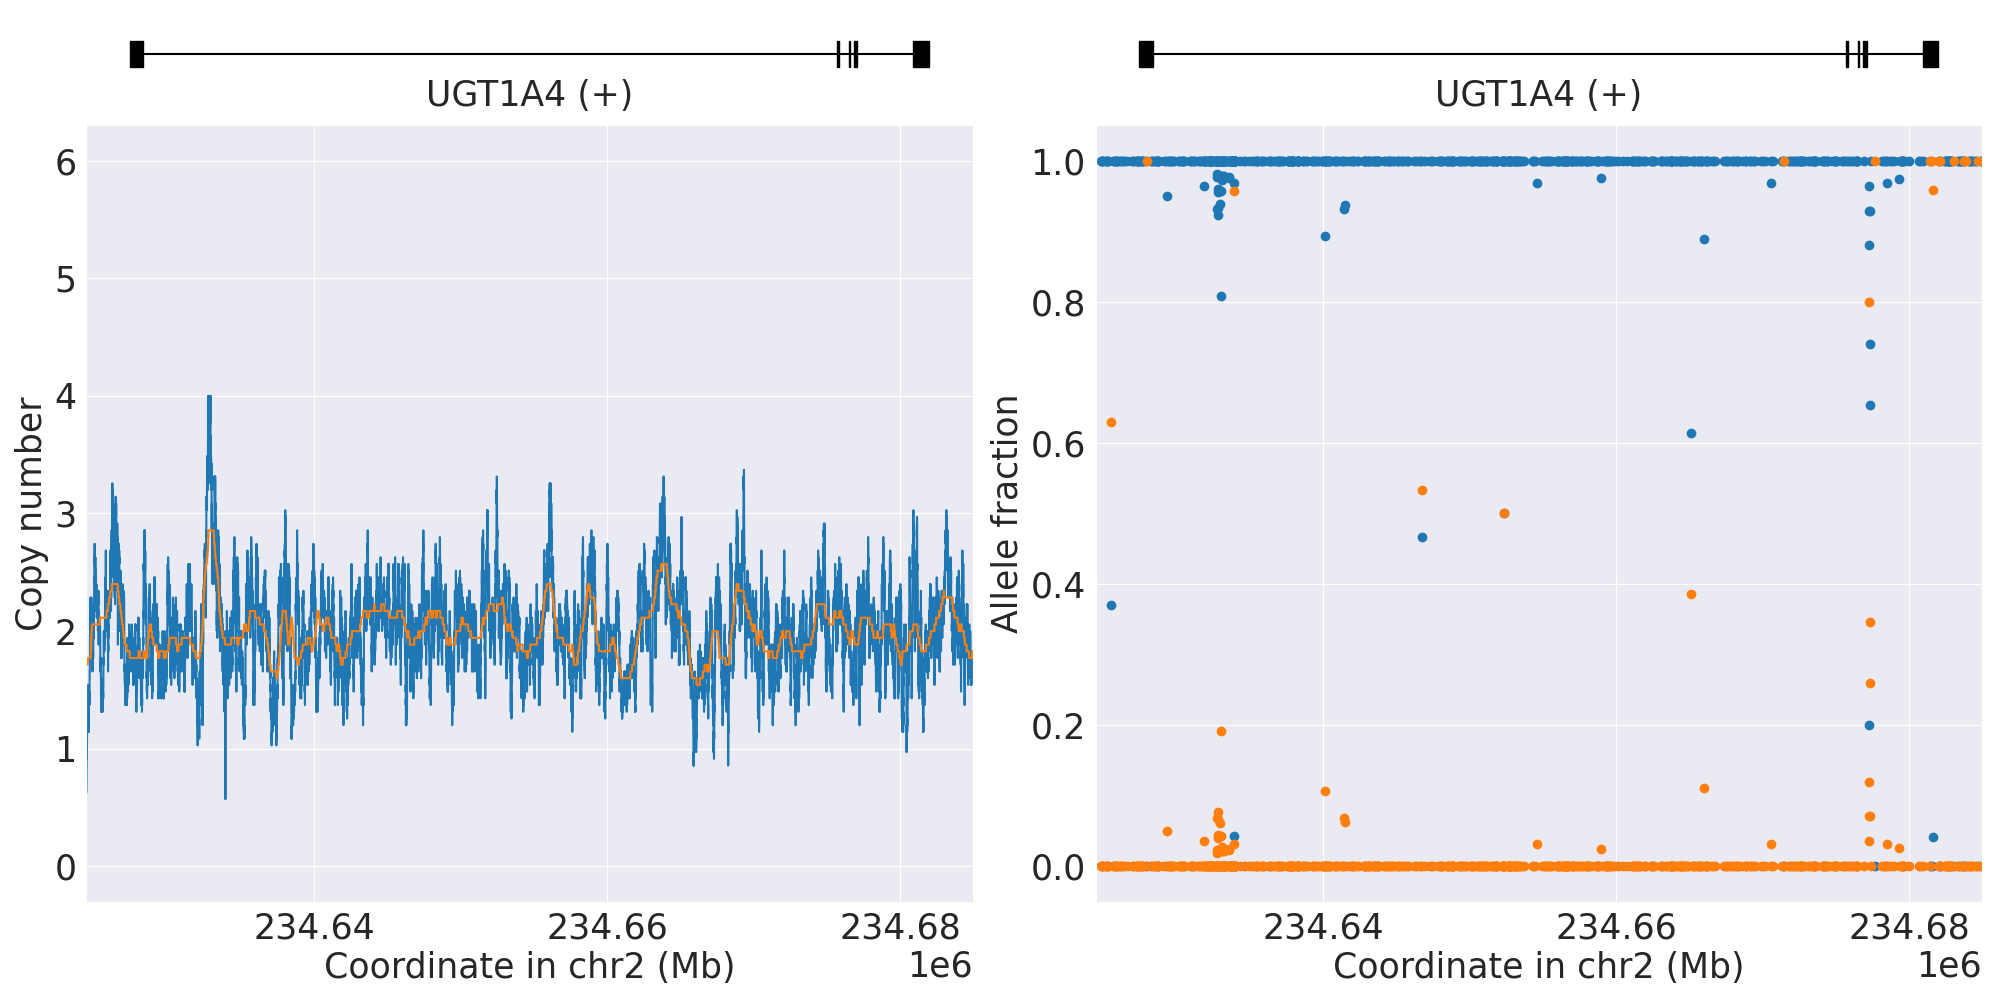 UGT1A4 (+)
6
5
4
3
2
1
0
Copy number
234.64
234.66
234.68
Coordinate in chr2 (Mb)
1e6
UGT1A4 (+)
1.0
0.8
0.6
0.4
0.2
0.0
Allele fraction
234.64
234.66
234.68
Coordinate in chr2 (Mb)
1e6